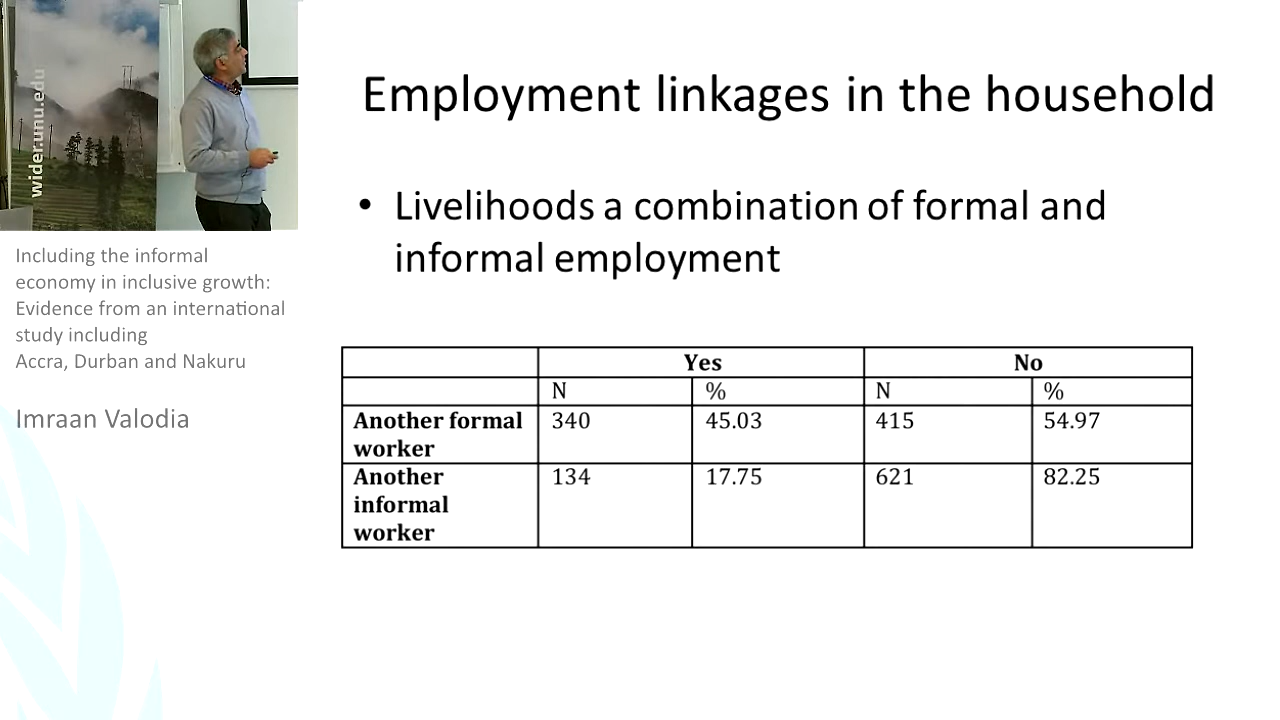 wider.unu.edu
Including the informal
economy in inclusive growth:
Evidence from an international
study including
Accra, Durban and Nakuru
Imraan Valodia
Employment linkages in the household
• Livelihoods a combination of formal and
informal employment
Yes No
N % N %
Another formal 340 45.03 415 54.97
worker
Another 134 17.75 621 82.25
informal
worker